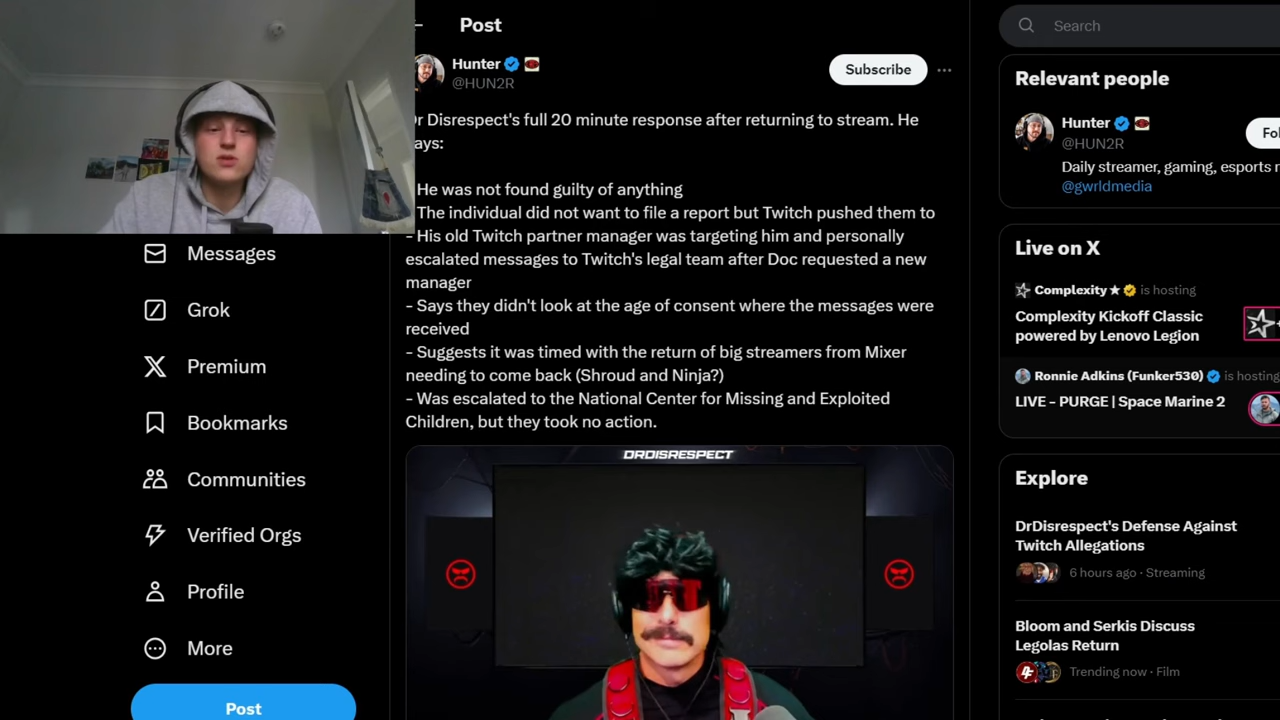 Post
Hunter
@HUN2R
Subscribe
r Disrespect's full 20 minute response after returning to stream. He
ays:
He was not found guilty of anything
The individual did not want to file a report but Twitch pushed them to
- His old Twitch partner manager was targeting him and personally
escalated messages to Twitch's legal team after Doc requested a new
manager
- Says they didn't look at the age of consent where the messages were
received
- Suggests it was timed with the return of big streamers from Mixer
needing to come back (Shroud and Ninja?)
- Was escalated to the National Center for Missing and Exploited
Children, but they took no action.
DRDISRESPECT
Messages
Grok
Premium
Bookmarks
Communities
Verified Orgs
Profile
More
Post
Search
Relevant people
Hunter
@HUN2R
Fol
Daily streamer, gaming, esports n
@gwrldmedia
Live on X
Complexity is hosting
Complexity Kickoff Classic
powered by Lenovo Legion
Ronnie Adkins (Funker530) is hosting
LIVE - PURGE | Space Marine 2
Explore
DrDisrespect's Defense Against
Twitch Allegations
6 hours ago · Streaming
Bloom and Serkis Discuss
Legolas Return
Trending now · Film